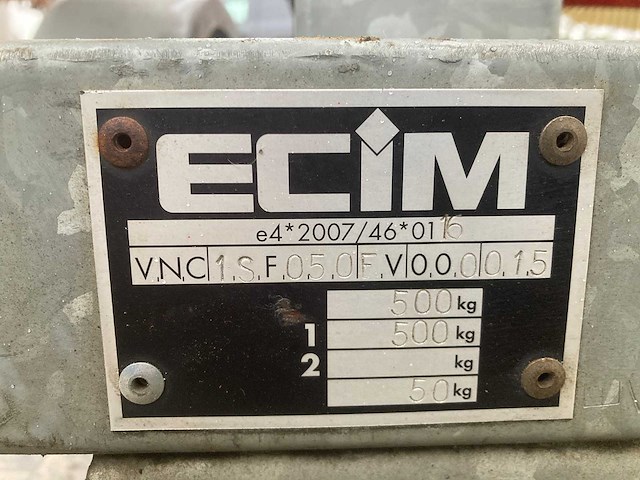 ECIM
e4*2007/46*0116
VNC1SF050FV000015
500 kg
1 500 kg
2 kg
50 kg